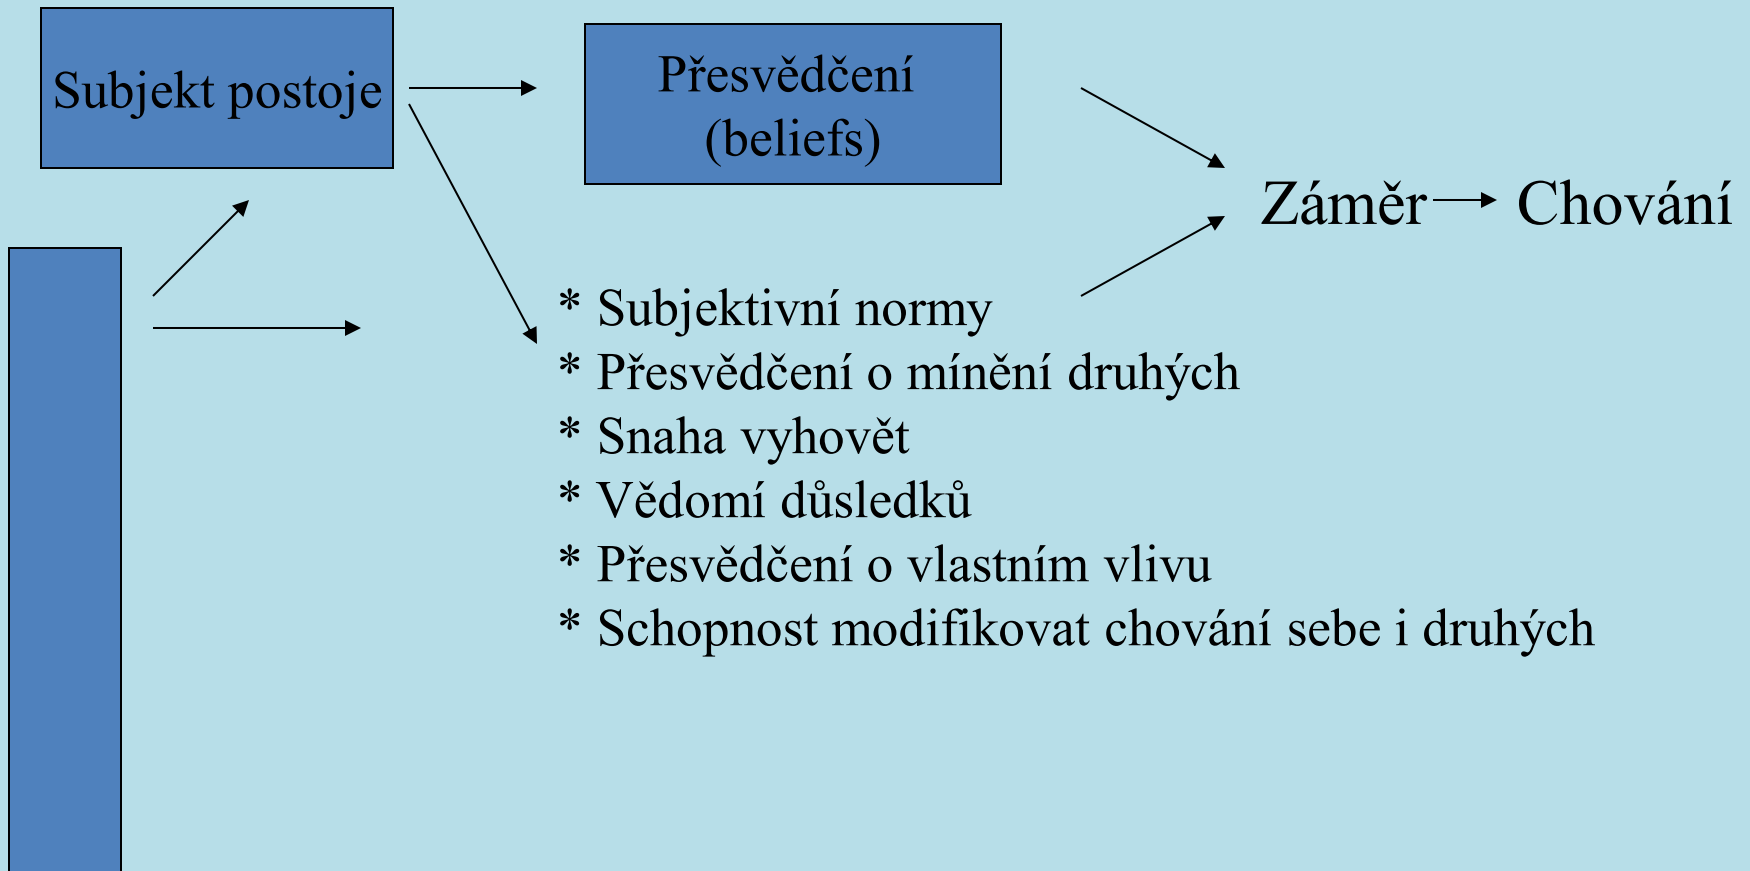 Subjekt postoje
Přesvědčení
(beliefs)
Záměr
Chování
* Subjektivní normy
* Přesvědčení o mínění druhých
* Snaha vyhovět
* Vědomí důsledků
* Přesvědčení o vlastním vlivu
* Schopnost modifikovat chování sebe i druhých